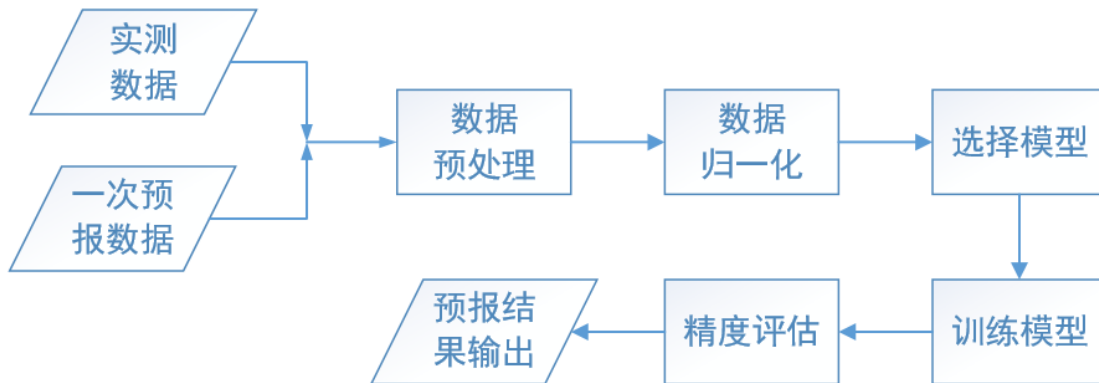 实测
数据
一次预
报数据
数据
预处理
数据
归一化
选择模型
训练模型
精度评估
预报结
果输出